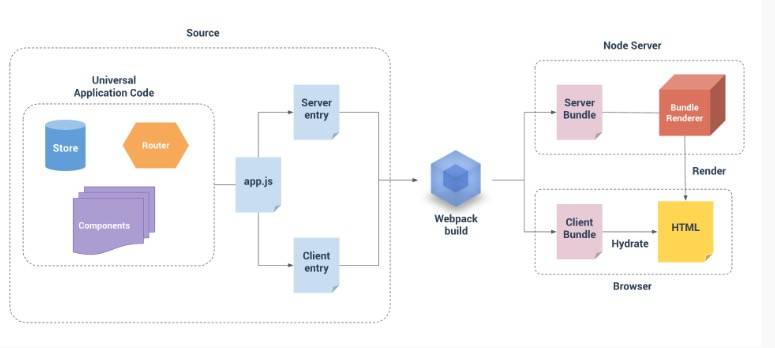 Source
Node Server
Universal
Application Code
Store
Router
Components
app.js
Server
entry
Client
entry
Webpack
build
Server
Bundle
Bundle
Renderer
Render
Client
Bundle
Hydrate
HTML
Browser